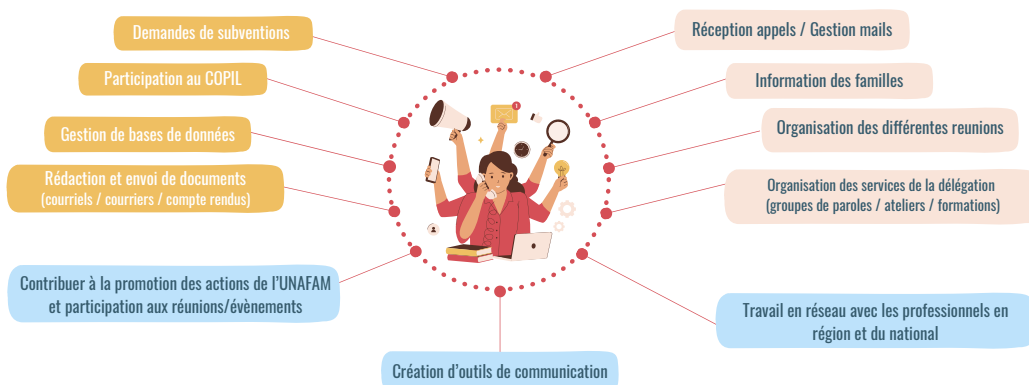 Demandes de subventions
Participation au COPIL
Gestion de bases de données
Rédaction et envoi de documents
(courriels / courriers / compte rendus)
Contribuer à la promotion des actions de l'UNAFAM
et participation aux réunions/évènements
Création d'outils de communication
Réception appels / Gestion mails
Information des familles
Organisation des différentes reunions
Organisation des services de la délégation
(groupes de paroles / ateliers / formations)
Travail en réseau avec les professionnels en
région et du national